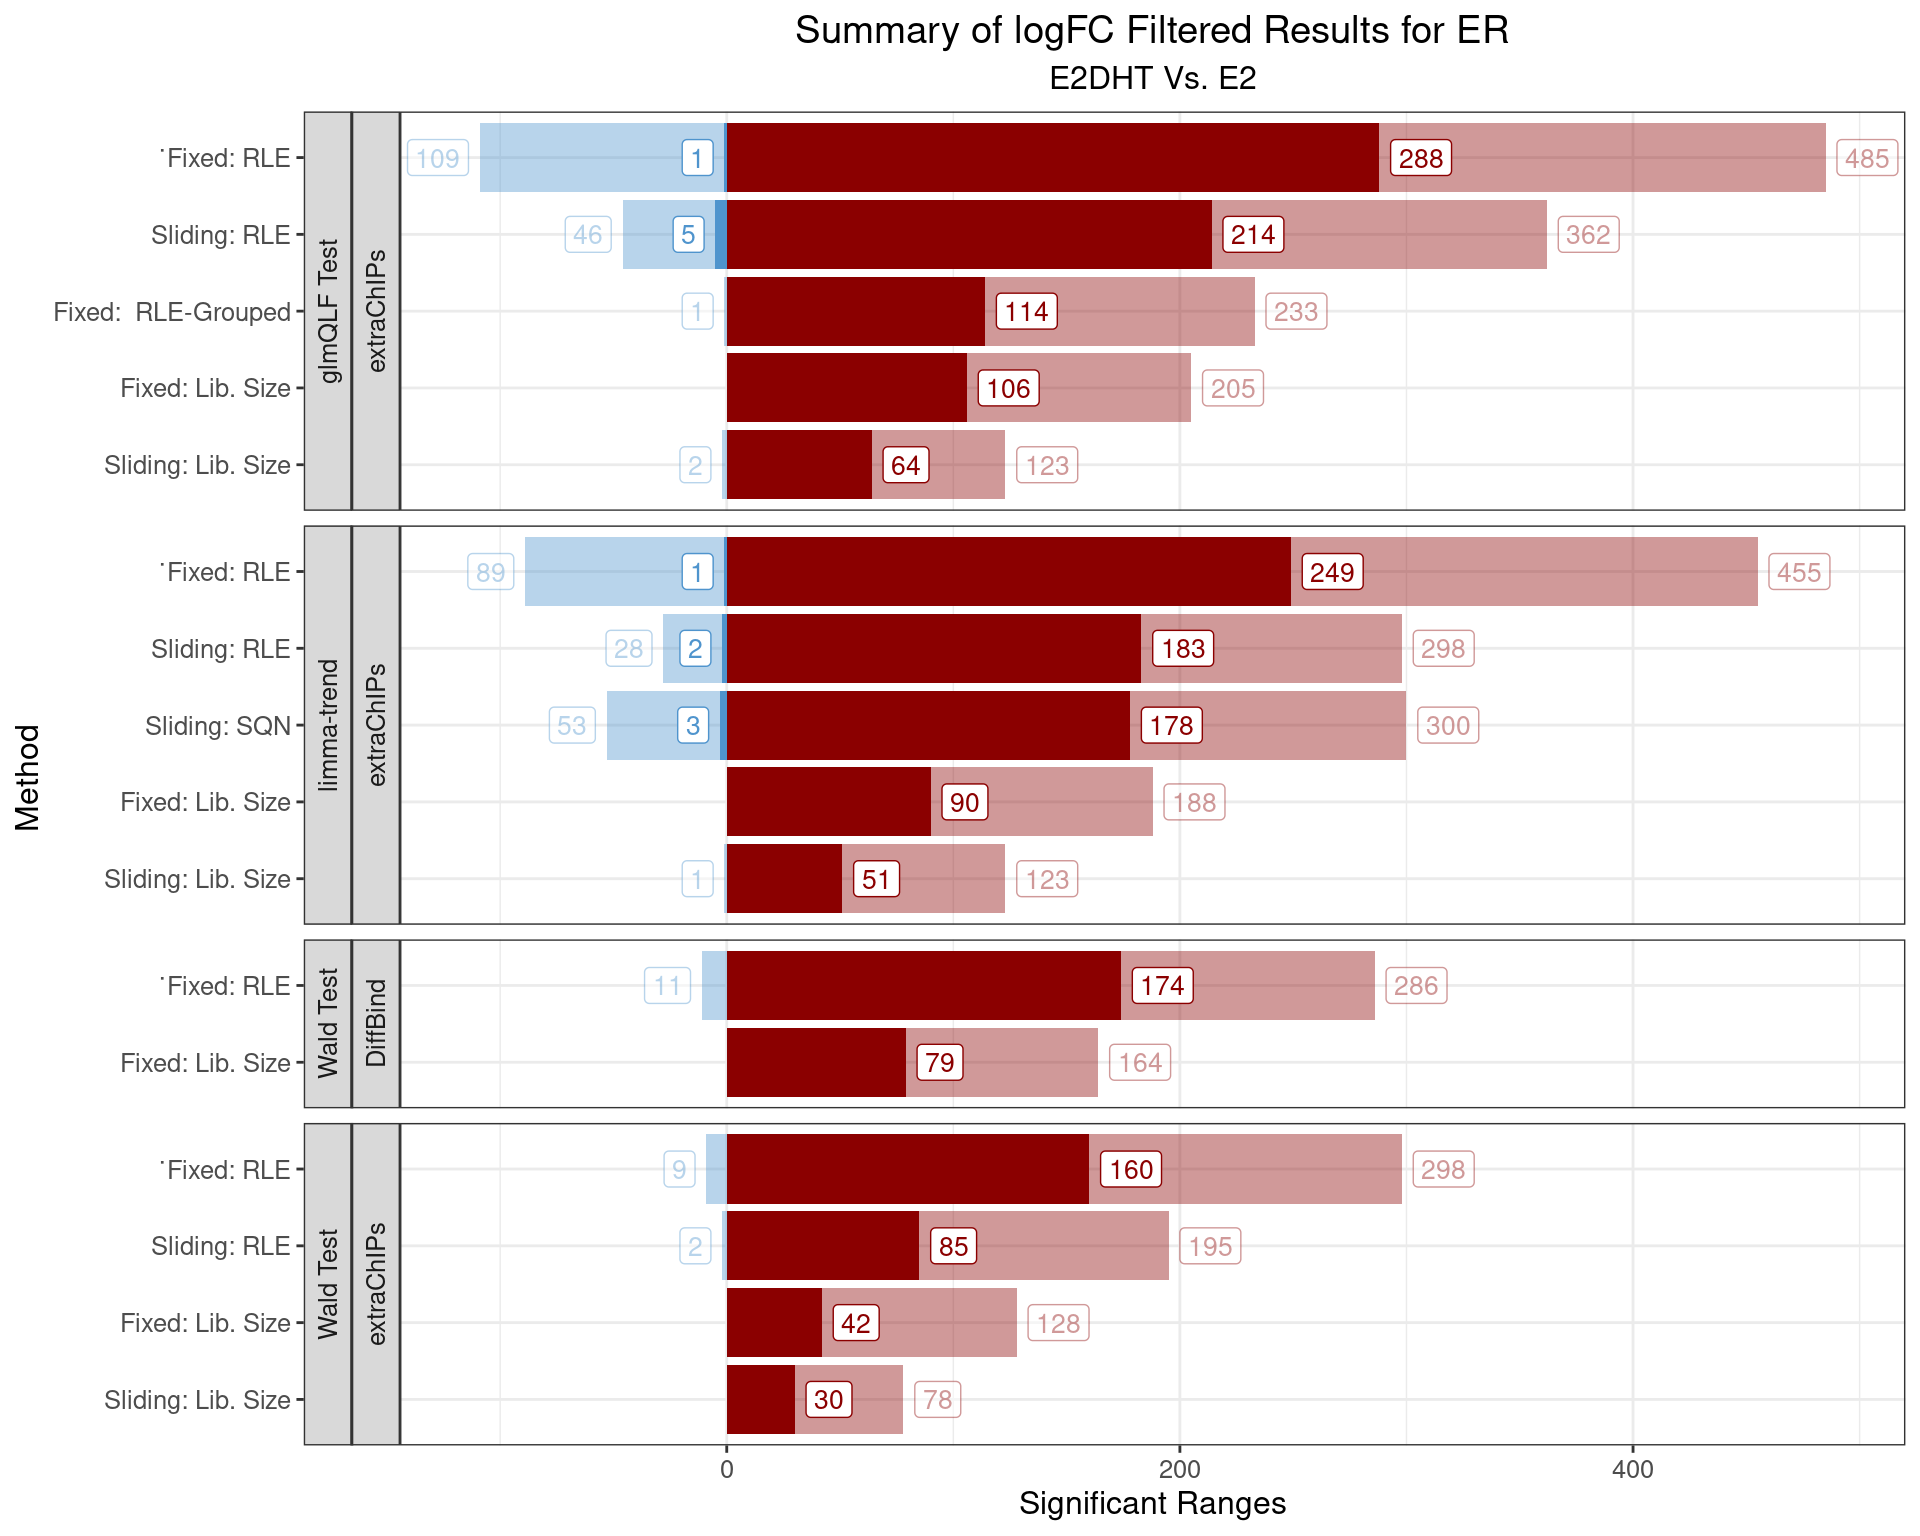 Summary of logFC Filtered Results for ER
E2DHT Vs. E2
Method
glmQLF Test
extraChIPs
Fixed: RLE 109 1 288 485
Sliding: RLE 46 5 214 362
Fixed:  RLE-Grouped 1 114 233
Fixed: Lib. Size 106 205
Sliding: Lib. Size 2 64 123
limma-trend
extraChIPs
Fixed: RLE 89 1 249 455
Sliding: RLE 28 2 183 298
Sliding: SQN 53 3 178 300
Fixed: Lib. Size 90 188
Sliding: Lib. Size 1 51 123
Wald Test
DiffBind
Fixed: RLE 11 174 286
Fixed: Lib. Size 79 164
Wald Test
extraChIPs
Fixed: RLE 9 160 298
Sliding: RLE 2 85 195
Fixed: Lib. Size 42 128
Sliding: Lib. Size 30 78
0 200 400
Significant Ranges